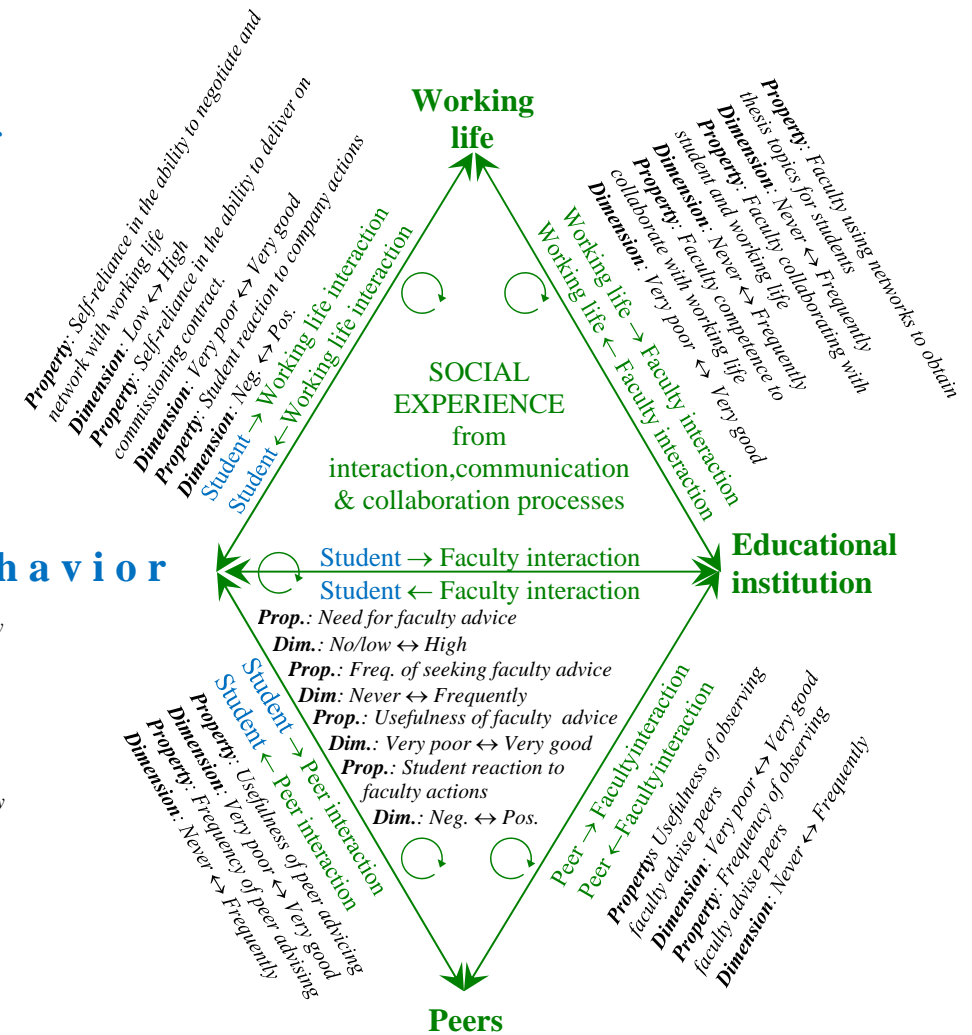 Working
life
Property: Self-reliance in the ability to negotiate and
network with working life
Dimension: Low ↔ High
Property: Self-reliance in the ability to deliver on
commissioning contract.
Dimension: Very poor ↔ Very good
Property: Student reaction to company actions
Dimension: Neg. ↔ Pos.
Student → Working life interaction
Student ← Working life interaction
Property: Faculty using networks to obtain
thesis topics for students
Dimension: Never ↔ Frequently
Property: Faculty collaborating with
student and working life
Dimension: Never ↔ Frequently
Property: Faculty competence to
collaborate with working life
Dimension: Very poor ↔ Very good
Working life → Faculty interaction
Working life ← Faculty interaction
SOCIAL
EXPERIENCE
from
interaction,communication
& collaboration processes
h a v i o r
Student → Faculty interaction
Student ← Faculty interaction
Educational
institution
Prop.: Need for faculty advice
Dim.: No/low ↔ High
Prop.: Freq. of seeking faculty advice
Dim: Never ↔ Frequently
Prop.: Usefulness of faculty advice
Dim.: Very poor ↔ Very good
Prop.: Student reaction to
faculty actions
Dim.: Neg. ↔ Pos.
Student → Peer interaction
Student ← Peer interaction
Property: Usefulness of peer advicing
Dimension: Very poor ↔ Very good
Property: Frequency of peer advising
Dimension: Never ↔ Frequently
Peer → Facultyinteraction
Peer ←Facultyinteraction
Propertys Usefulness of observing
faculty advise peers
Dimension: Very poor ↔ Very good
Property: Frequency of observing
faculty advise peers
Dimension: Never ↔ Frequently
Peers